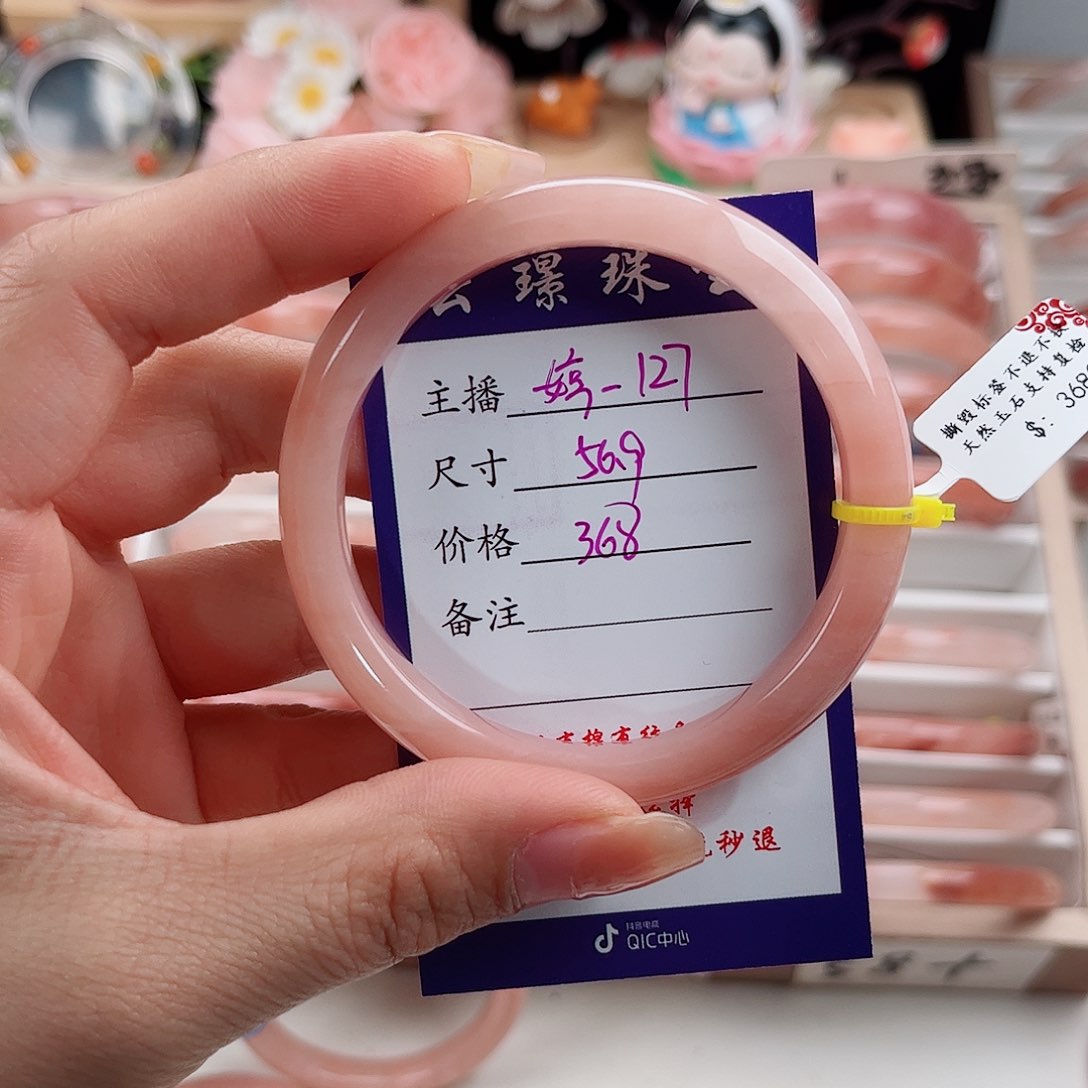 璟珠
主播 婷-127
尺寸 56.9
价格 368
备注
秒退
抖音电商
QIC中心
撕毁标签不退不换
天然玉石支持复检
$: 368